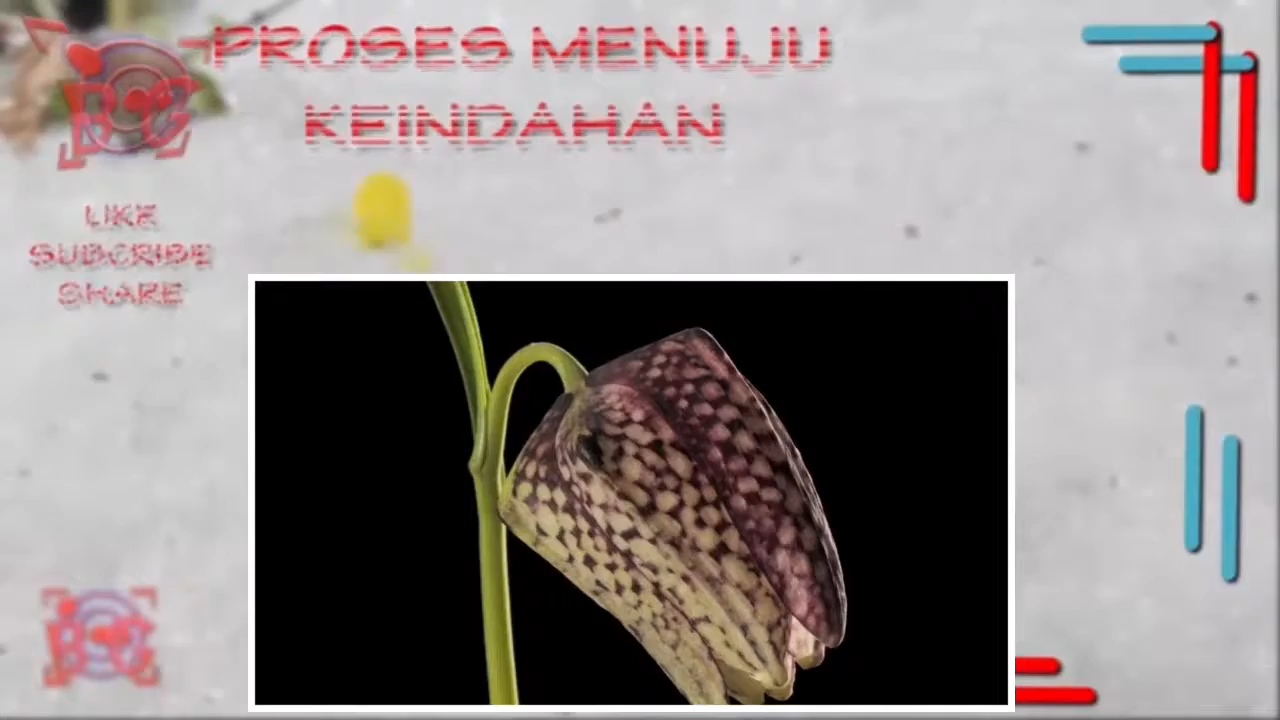 PROSES MENUJU
KEINDAHAN
LIKE
SUBCRIBE
SHARE